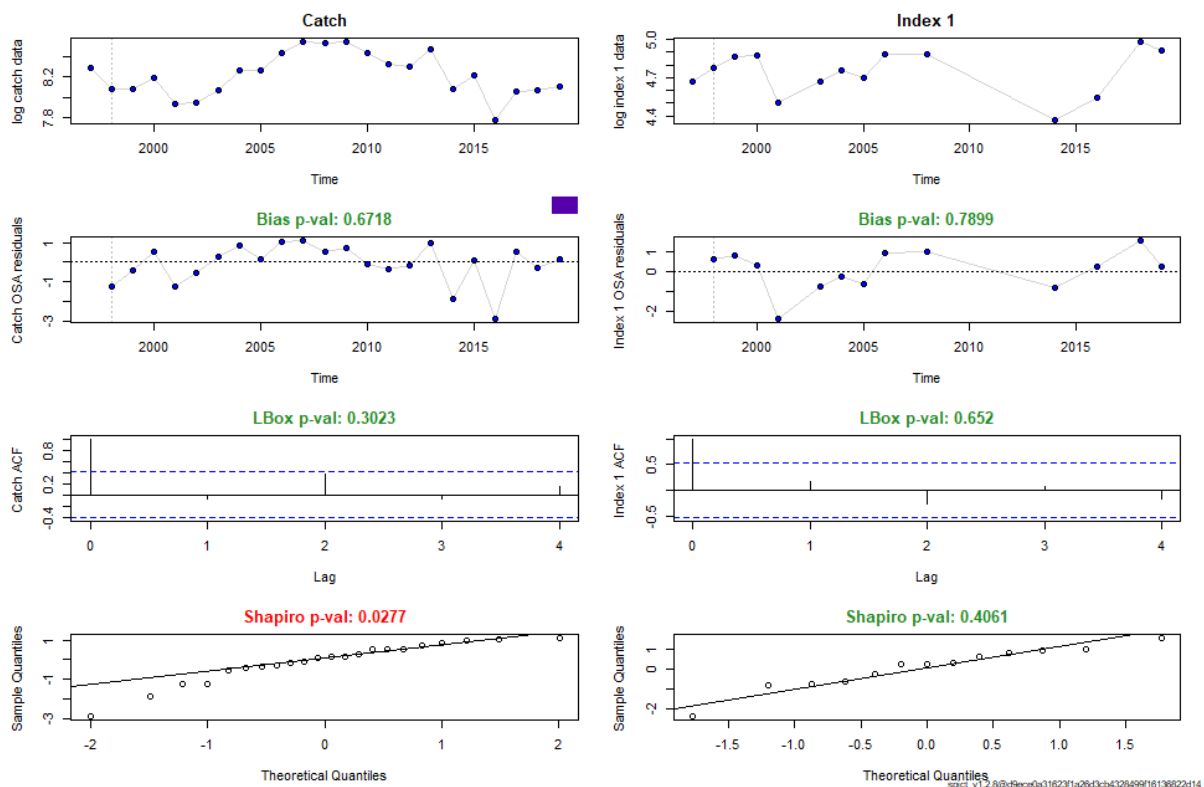 Catch
log catch data
7.8 8.2
2000 2005 2010 2015
Time
Index 1
log index 1 data
4.4 4.7 5.0
2000 2005 2010 2015
Time
Bias p-val: 0.6718
Catch OSA residuals
-3 -1 1
2000 2005 2010 2015
Time
Bias p-val: 0.7899
Index 1 OSA residuals
-2 0 1
2000 2005 2010 2015
Time
LBox p-val: 0.3023
Catch ACF
-0.4 0.2 0.8
0 1 2 3 4
Lag
LBox p-val: 0.652
Index 1 ACF
-0.5 0.5
0 1 2 3 4
Lag
Shapiro p-val: 0.0277
Sample Quantiles
-3 -1 1
-2 -1 0 1 2
Theoretical Quantiles
Shapiro p-val: 0.4061
Sample Quantiles
-2 0 1
-1.5 -1.0 -0.5 0.0 0.5 1.0 1.5
Theoretical Quantiles